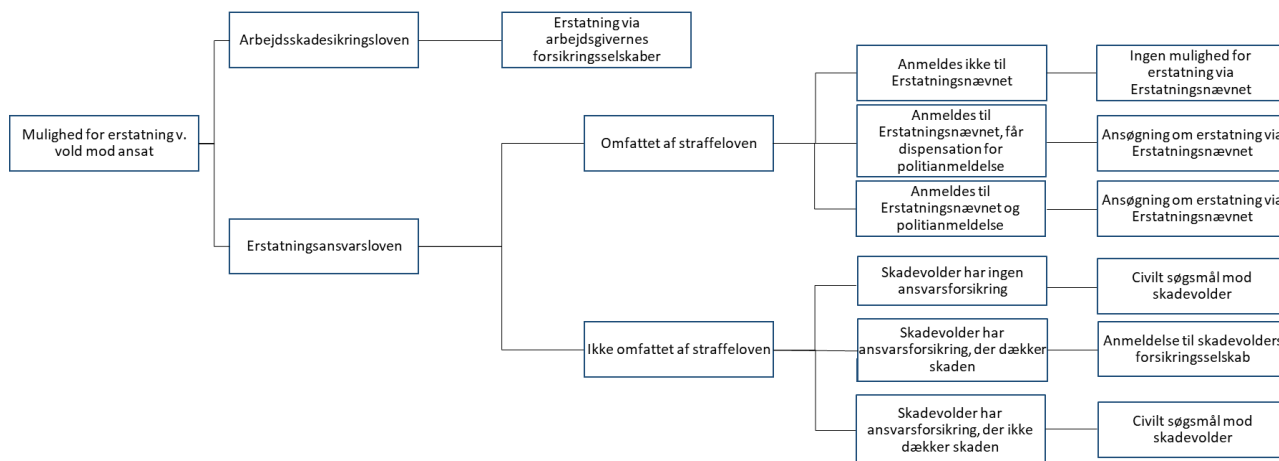 Mulighed for erstatning v.
vold mod ansat
Arbejdsskadesikringsloven
Erstatning via
arbejdsgivernes
forsikringsselskaber
Erstatningsansvarsloven
Omfattet af straffeloven
Anmeldes ikke til
Erstatningsnævnet
Ingen mulighed for
erstatning via
Erstatningsnævnet
Anmeldes til
Erstatningsnævnet, får
dispensation for
politianmeldelse
Ansøgning om erstatning via
Erstatningsnævnet
Anmeldes til
Erstatningsnævnet og
politianmeldelse
Ansøgning om erstatning via
Erstatningsnævnet
Ikke omfattet af straffeloven
Skadevolder har ingen
ansvarsforsikring
Civilt søgsmål mod
skadevolder
Skadevolder har
ansvarsforsikring, der dækker
skaden
Anmeldelse til skadevolders
forsikringsselskab
Skadevolder har
ansvarsforsikring, der ikke
dækker skaden
Civilt søgsmål mod
skadevolder